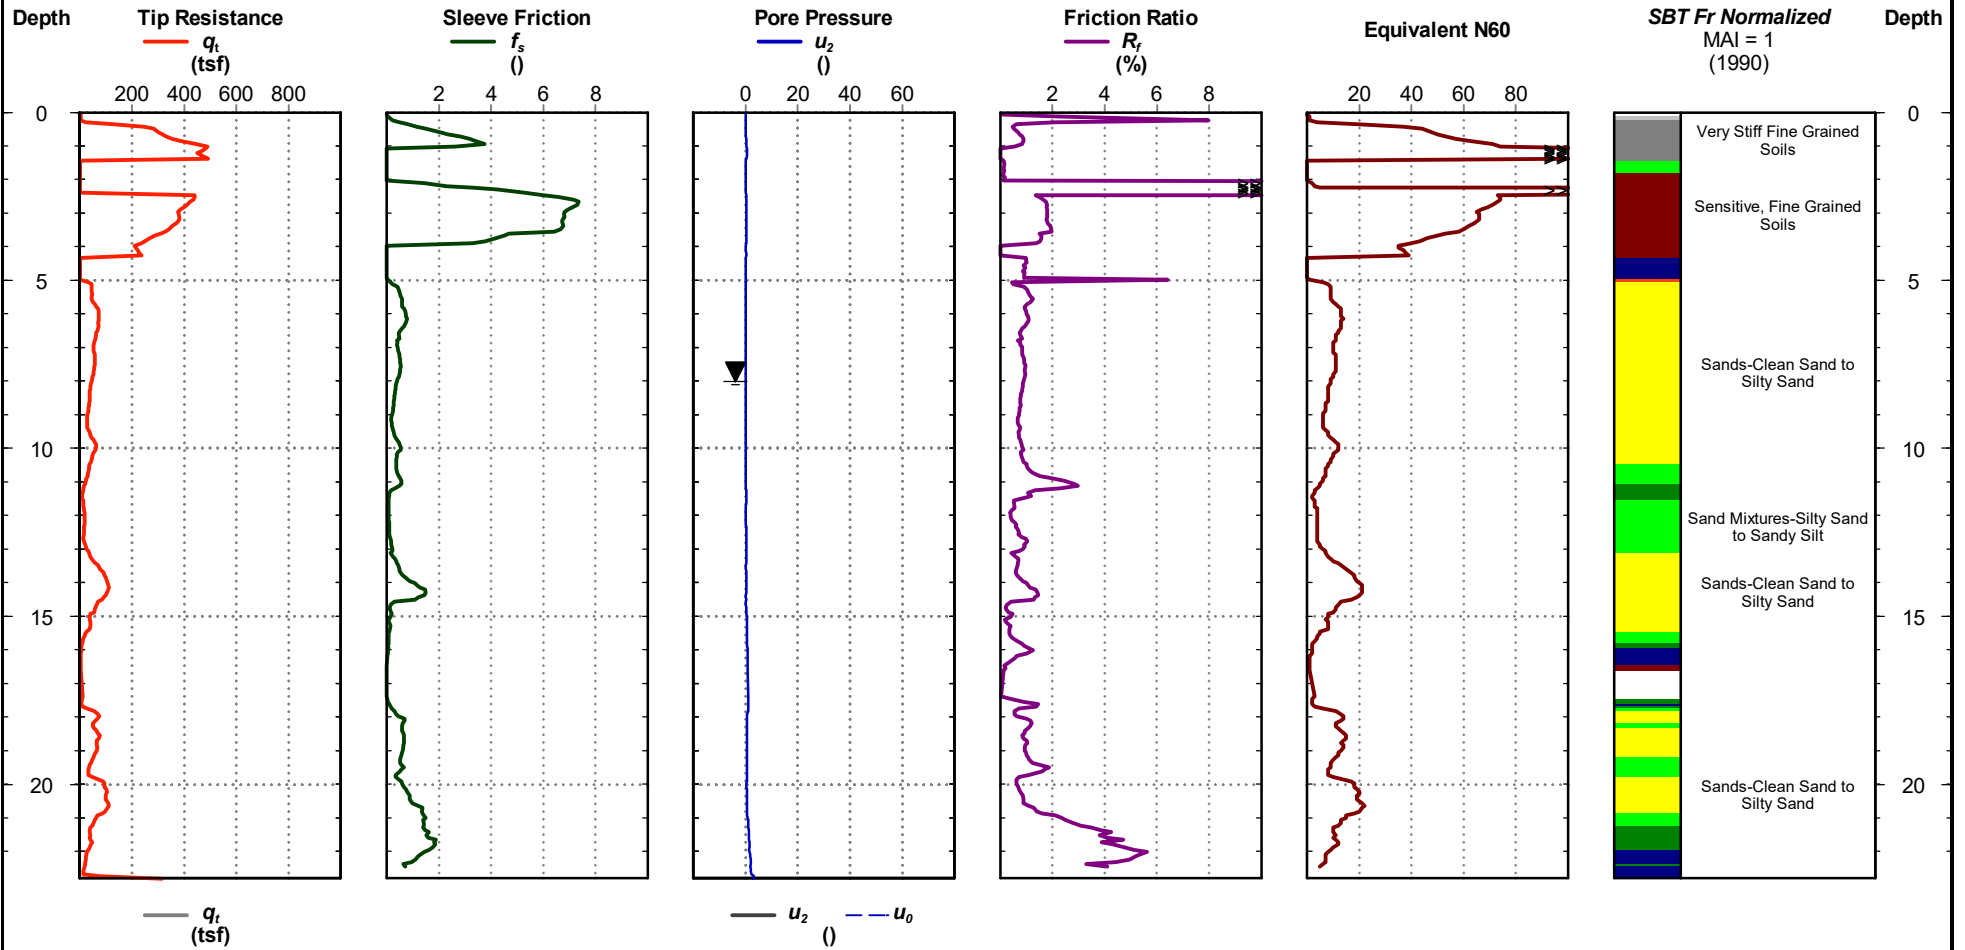 Depth
Tip Resistance
qt
(tsf)
Sleeve Friction
fs
()
Pore Pressure
u2
()
Friction Ratio
Rf
(%)
Equivalent N60
SBT Fr Normalized
MAI = 1
(1990)
Depth
200 400 600 800
2 4 6 8
0 20 40 60
2 4 6 8
20 40 60 80
0
5
10
15
20
Very Stiff Fine Grained
Soils
Sensitive, Fine Grained
Soils
Sands-Clean Sand to
Silty Sand
Sand Mixtures-Silty Sand
to Sandy Silt
Sands-Clean Sand to
Silty Sand
Sands-Clean Sand to
Silty Sand
0
5
10
15
20
qt
(tsf)
u2 u0
()